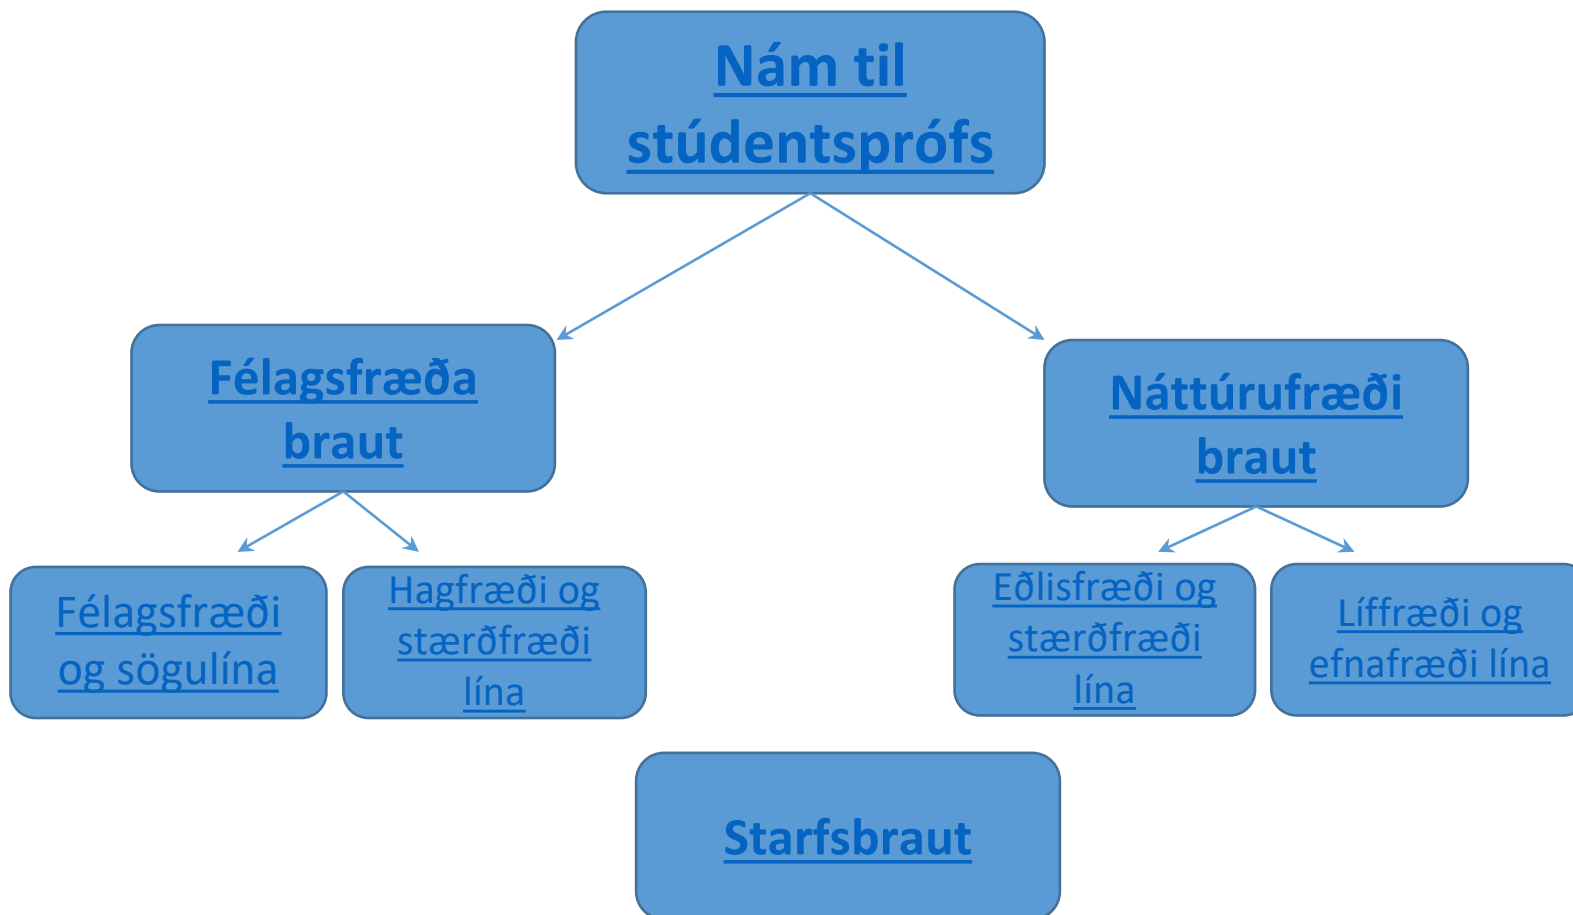 Nám til
stúdentsprófs
Félagsfræða
braut
Náttúrufræði
braut
Félagsfræði
og sögulína
Hagfræði og
stærðfræði
lína
Eðlisfræði og
stærðfræði
lína
Líffræði og
efnafræði lína
Starfsbraut